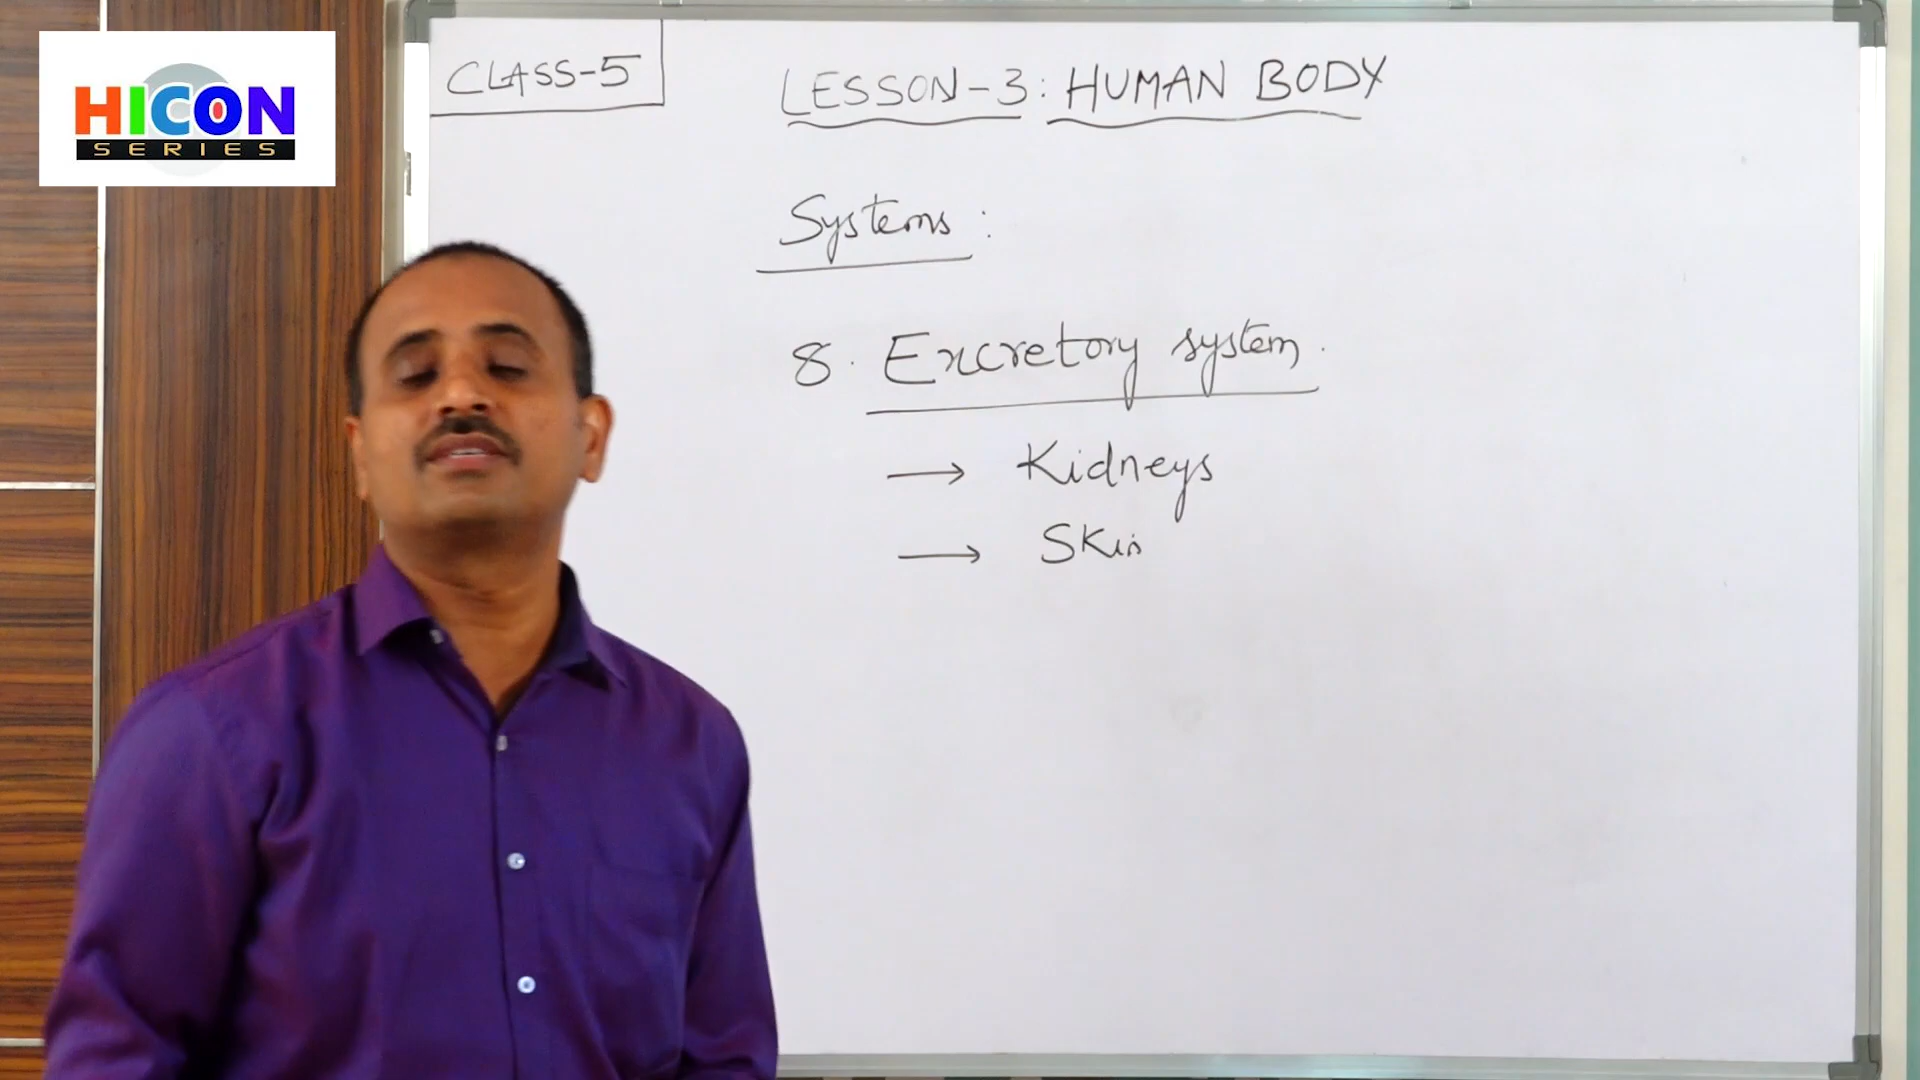 HICON
SERIES
CLASS-5
LESSON-3: HUMAN BODY
Systems:
8. Excretory system.
→ Kidneys
→ Skin